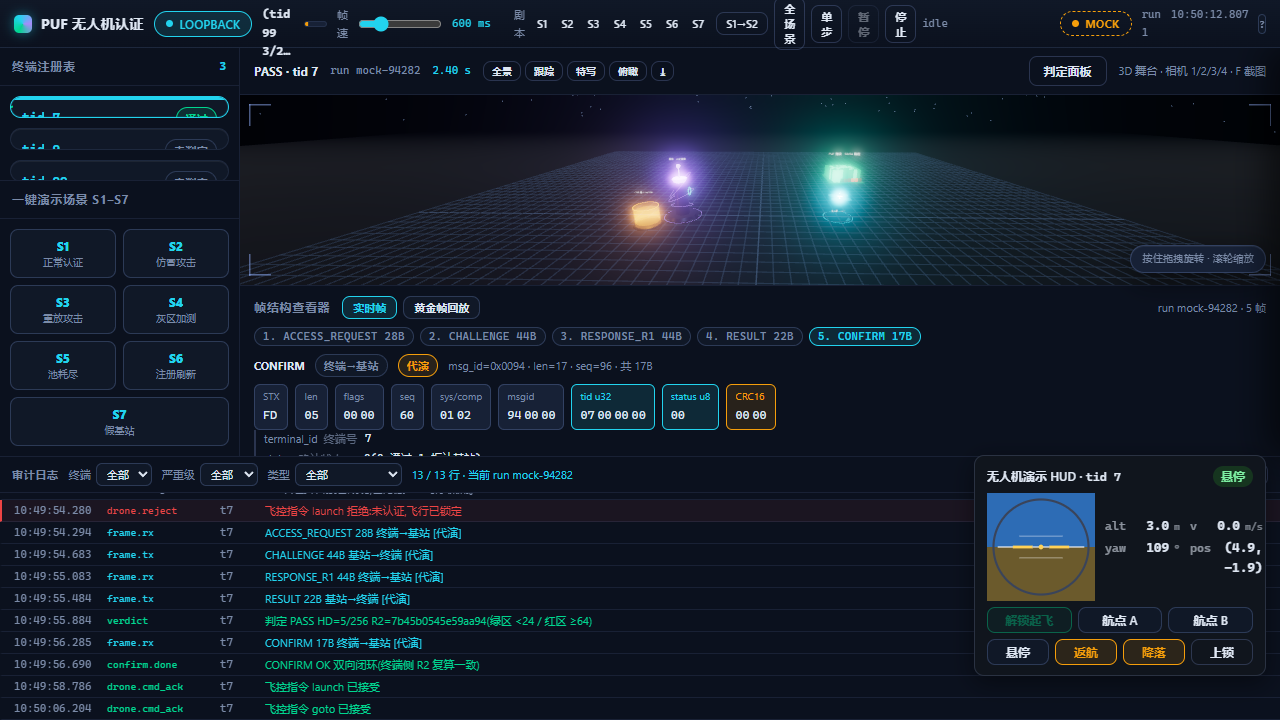 PUF 无人机认证
LOOPBACK
(tid 99 3/2…
帧速
600 ms
剧本
S1 S2 S3 S4 S5 S6 S7
S1→S2
全场景
单步
暂停
停止
idle
MOCK
run 10:50:12.807
1
?
终端注册表 3
tid 7
一键演示场景 S1–S7
S1 正常认证
S2 仿冒攻击
S3 重放攻击
S4 灰区加测
S5 池耗尽
S6 注册刷新
S7 假基站
PASS · tid 7 run mock-94282 2.40 s
全景 跟踪 特写 俯瞰
判定面板
3D 舞台 · 相机 1/2/3/4 · F 截图
按住拖拽旋转 · 滚轮缩放
帧结构查看器 实时帧 黄金帧回放
run mock-94282 · 5 帧
1. ACCESS_REQUEST 28B 2. CHALLENGE 44B 3. RESPONSE_R1 44B 4. RESULT 22B 5. CONFIRM 17B
CONFIRM 终端→基站 代演 msg_id=0x0094 · len=17 · seq=96 · 共 17B
STX len flags seq sys/comp msgid tid u32 status u8 CRC16
FD 05 00 00 60 01 02 94 00 00 07 00 00 00 00 00 00
terminal_id 终端号 7
审计日志 终端 全部 严重级 全部 类型 全部 13 / 13 行 · 当前 run mock-94282
10:49:54.280 drone.reject t7 飞控指令 launch 拒绝:未认证,飞行已锁定
10:49:54.294 frame.rx t7 ACCESS_REQUEST 28B 终端→基站 [代演]
10:49:54.683 frame.tx t7 CHALLENGE 44B 基站→终端 [代演]
10:49:55.083 frame.rx t7 RESPONSE_R1 44B 终端→基站 [代演]
10:49:55.484 frame.tx t7 RESULT 22B 基站→终端 [代演]
10:49:55.884 verdict t7 判定 PASS HD=5/256 R2=7b45b0545e59aa94(绿区 <24 / 红区 ≥64)
10:49:56.285 frame.rx t7 CONFIRM 17B 终端→基站 [代演]
10:49:56.690 confirm.done t7 CONFIRM OK 双向闭环(终端侧 R2 复算一致)
10:49:58.786 drone.cmd_ack t7 飞控指令 launch 已接受
10:50:06.204 drone.cmd_ack t7 飞控指令 goto 已接受
无人机演示 HUD · tid 7 悬停
alt 3.0 m v 0.0 m/s
yaw 109 ° pos (4.9, −1.9)
解锁起飞 航点 A 航点 B
悬停 返航 降落 上锁